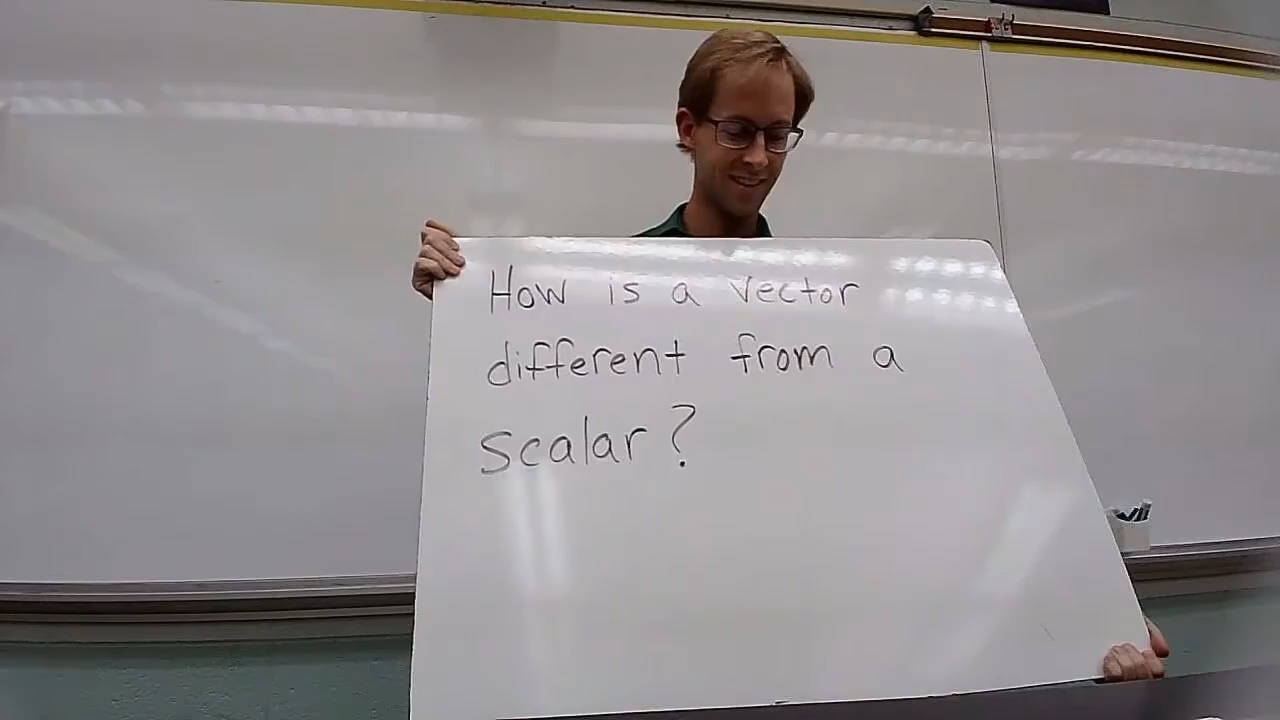 How is a vector
different from a
scalar?